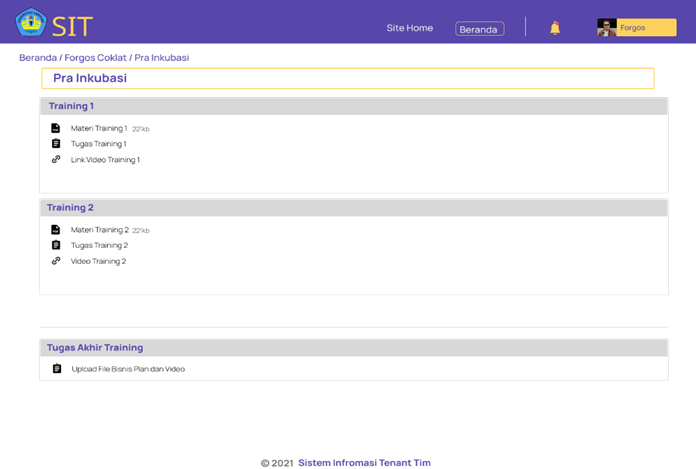 SIT
Site Home
Beranda
Forgos
Beranda / Forgos Coklat / Pra Inkubasi
Pra Inkubasi
Training 1
Materi Training 1 221kb
Tugas Training 1
Link Video Training 1
Training 2
Materi Training 2 221kb
Tugas Training 2
Video Training 2
Tugas Akhir Training
Upload File Bisnis Plan dan Video
© 2021 Sistem Infromasi Tenant Tim